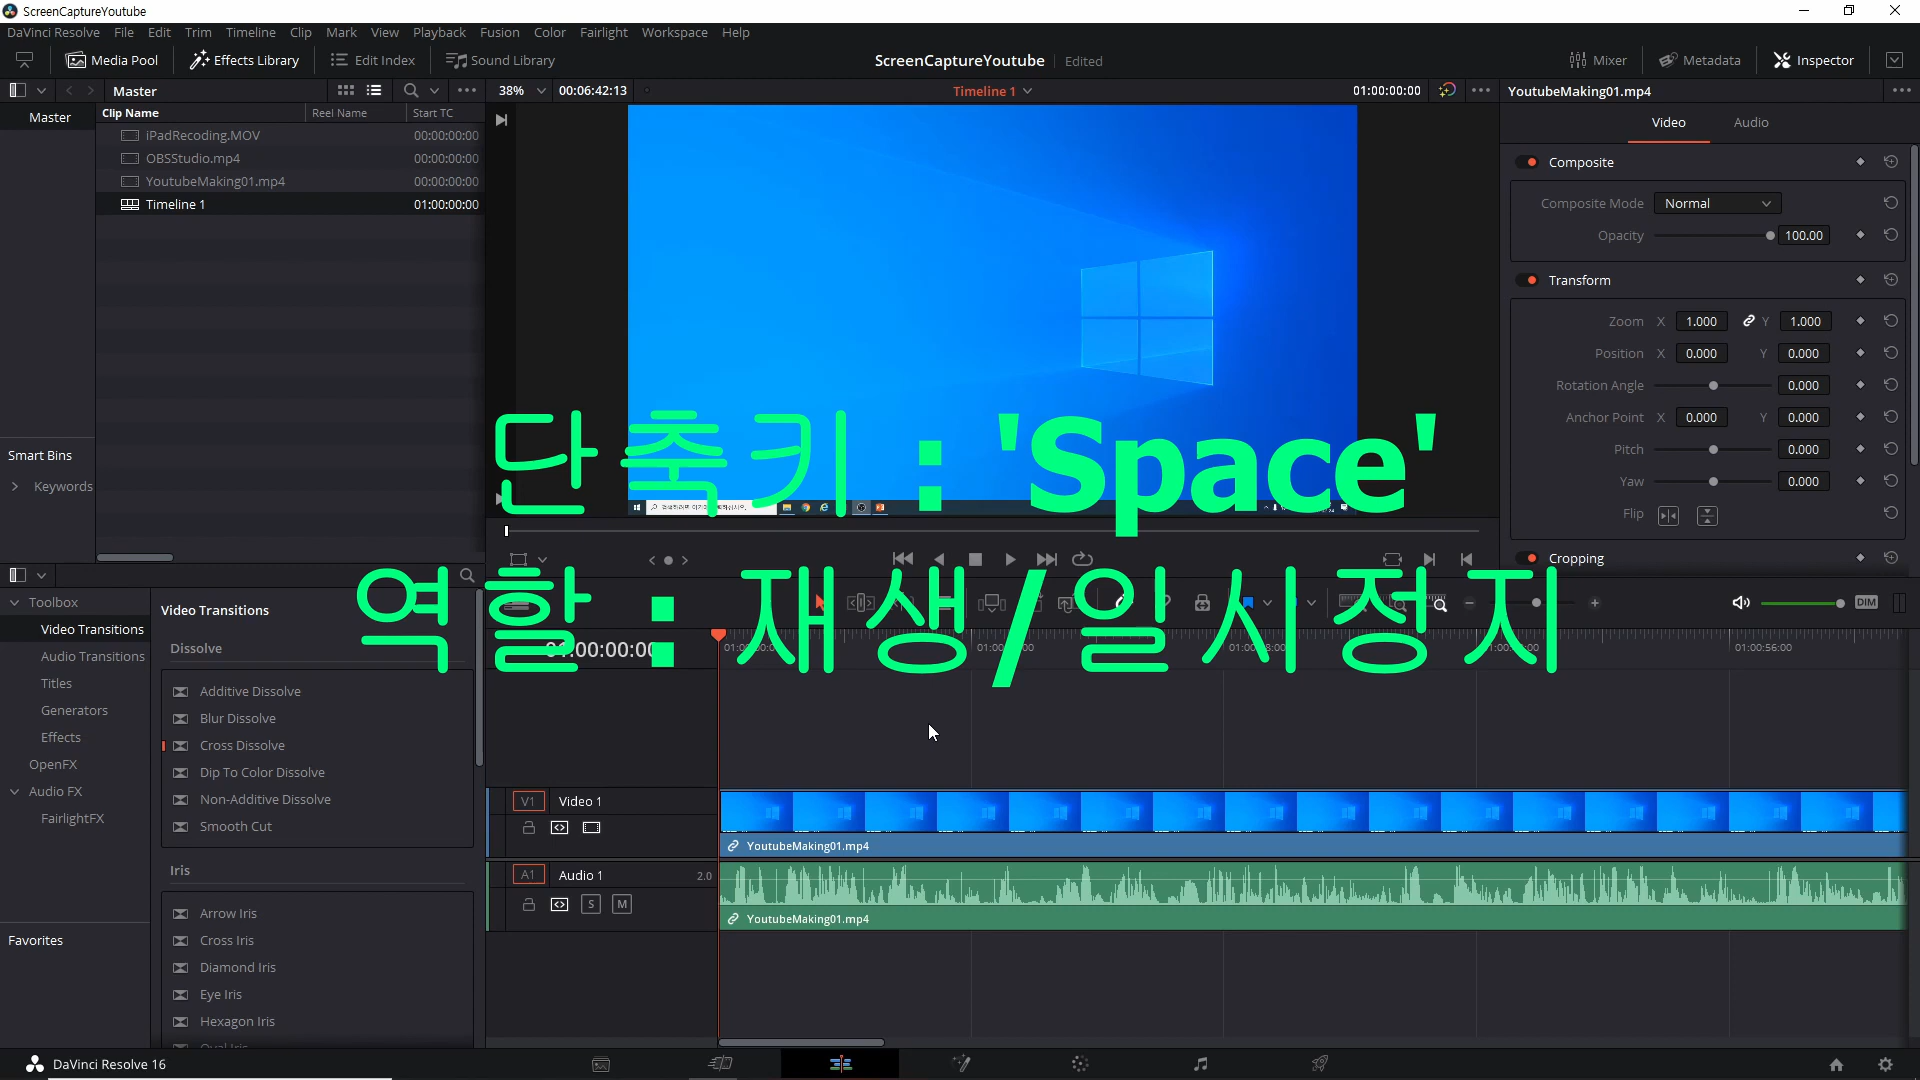 ScreenCaptureYoutube
DaVinci Resolve File Edit Trim Timeline Clip Mark View Playback Fusion Color Fairlight Workspace Help
Media Pool Effects Library Edit Index Sound Library ScreenCaptureYoutube Edited Mixer Metadata Inspector
Master 38% 00:06:42:13 Timeline 1 01:00:00:00 YoutubeMaking01.mp4
Master
Clip Name Reel Name Start TC
iPadRecoding.MOV 00:00:00:00
OBSStudio.mp4 00:00:00:00
YoutubeMaking01.mp4 00:00:00:00
Timeline 1 01:00:00:00
Smart Bins
Keywords
Video Audio
Composite
Composite Mode Normal
Opacity 100.00
Transform
Zoom X 1.000 Y 1.000
Position X 0.000 Y 0.000
Rotation Angle 0.000
Anchor Point X 0.000 Y 0.000
Pitch 0.000
Yaw 0.000
Flip
Cropping
단축키 : 'Space'
역할 : 재생/일시정지
DIM
01:00:00:00
01:00:56:00
Toolbox
Video Transitions
Audio Transitions
Titles
Generators
Effects
OpenFX
Audio FX
FairlightFX
Favorites
Video Transitions
Dissolve
Additive Dissolve
Blur Dissolve
Cross Dissolve
Dip To Color Dissolve
Non-Additive Dissolve
Smooth Cut
Iris
Arrow Iris
Cross Iris
Diamond Iris
Eye Iris
Hexagon Iris
Oval Iris
V1 Video 1
YoutubeMaking01.mp4
A1 Audio 1 2.0
S M
YoutubeMaking01.mp4
DaVinci Resolve 16